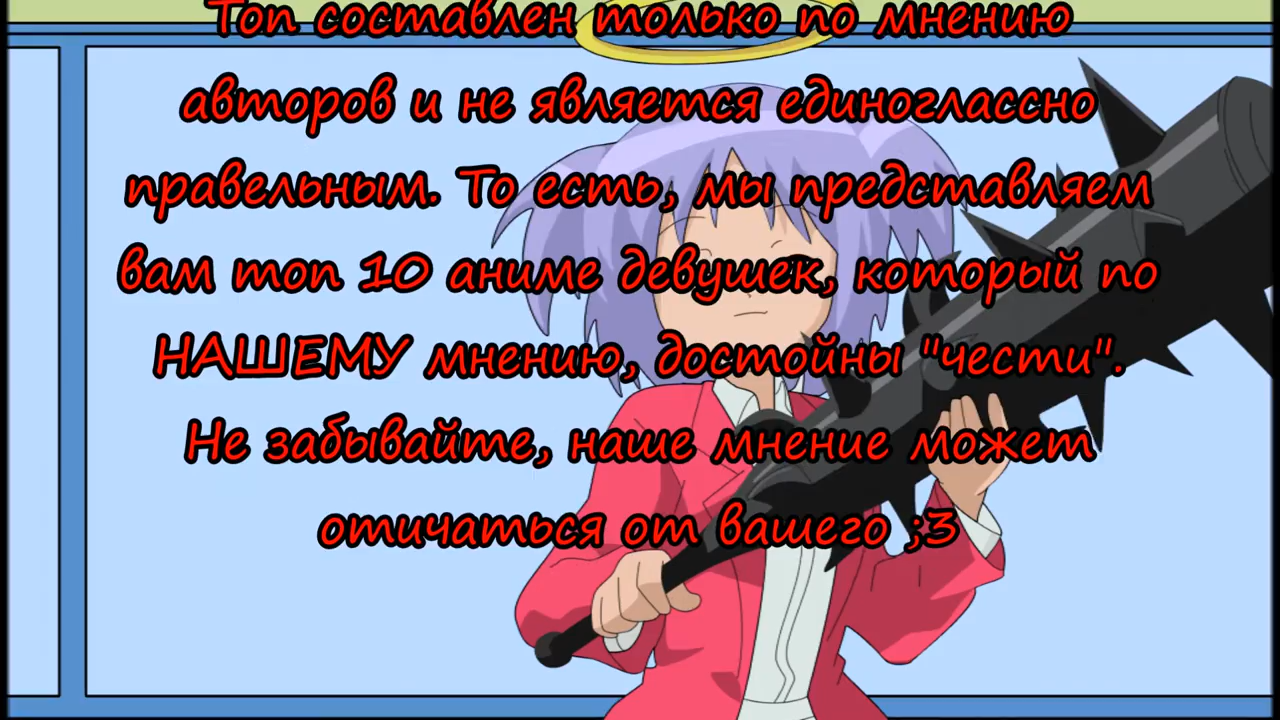 Топ составлен только по мнению
авторов и не является единоглассно
правельным. То есть, мы представляем
вам топ 10 аниме девушек, который по
НАШЕМУ мнению, достойны "чести".
Не забывайте, наше мнение может
отичаться от вашего ;3